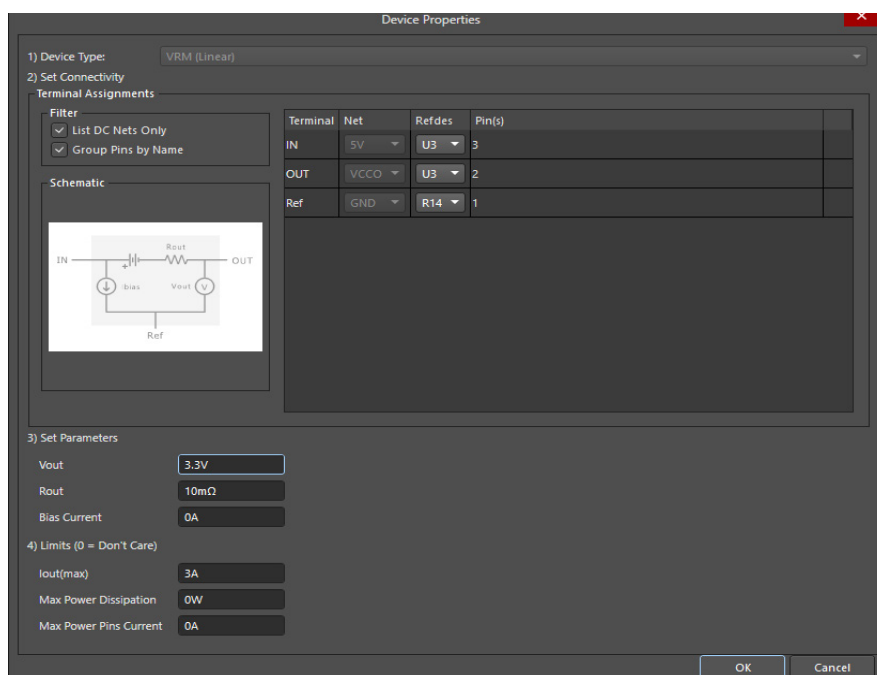 Device Properties
1) Device Type: VRM (Linear)
2) Set Connectivity
Terminal Assignments
Filter
List DC Nets Only
Group Pins by Name
Schematic
IN
Rout
OUT
+
Ibias
Vout
V
Ref
Terminal Net Refdes Pin(s)
IN 5V U3 3
OUT VCCO U3 2
Ref GND R14 1
3) Set Parameters
Vout 3.3V
Rout 10mΩ
Bias Current 0A
4) Limits (0 = Don't Care)
Iout(max) 3A
Max Power Dissipation 0W
Max Power Pins Current 0A
OK Cancel